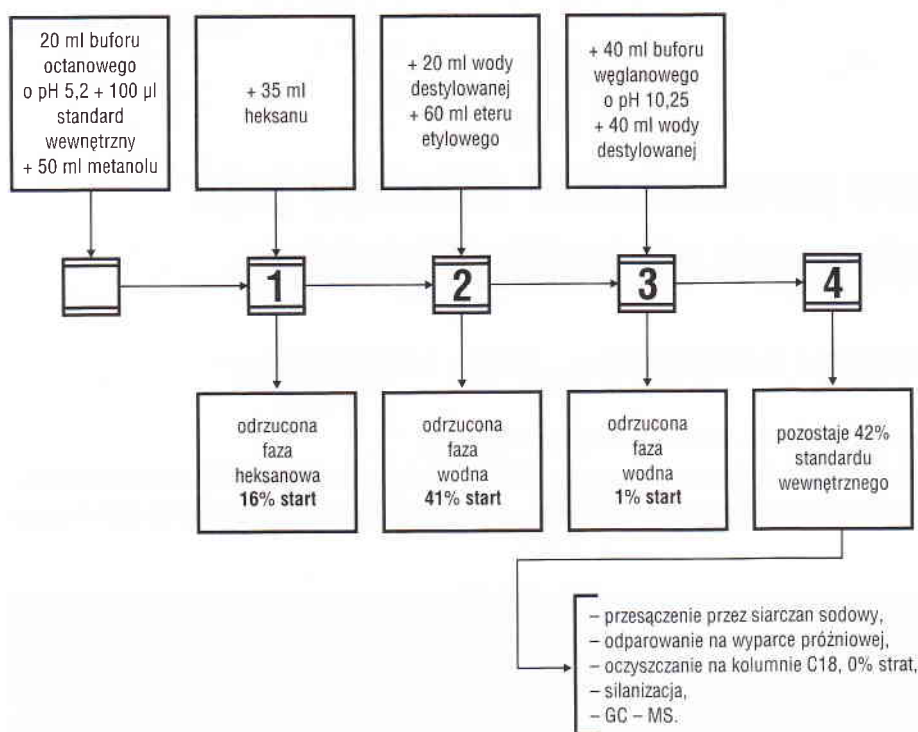 20 ml buforu
octanowego
o pH 5,2 + 100 µl
standard
wewnętrzny
+ 50 ml metanolu
+ 35 ml
heksanu
+ 20 ml wody
destylowanej
+ 60 ml eteru
etylowego
+ 40 ml buforu
węglanowego
o pH 10,25
+ 40 ml wody
destylowanej
1
2
3
4
odrzucona
faza
heksanowa
16% start
odrzucona
faza
wodna
41% start
odrzucona
faza
wodna
1% start
pozostaje 42%
standardu
wewnętrznego
– przesączenie przez siarczan sodowy,
– odparowanie na wyparce próżniowej,
– oczyszczanie na kolumnie C18, 0% strat,
– silanizacja,
– GC – MS.